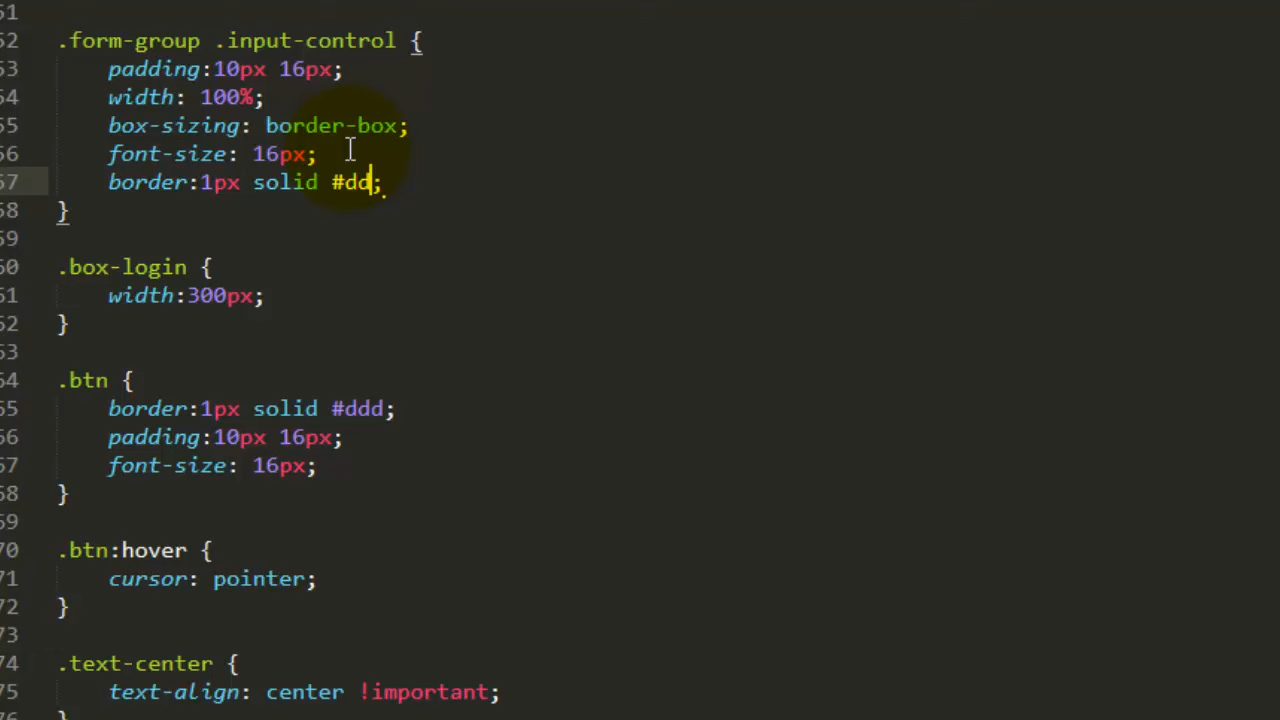 51
52 .form-group .input-control {
53 padding:10px 16px;
54 width: 100%;
55 box-sizing: border-box;
56 font-size: 16px;
57 border:1px solid #dd;
58 }
59
60 .box-login {
61 width:300px;
62 }
63
64 .btn {
65 border:1px solid #ddd;
66 padding:10px 16px;
67 font-size: 16px;
68 }
69
70 .btn:hover {
71 cursor: pointer;
72 }
73
74 .text-center {
75 text-align: center !important;
76 }